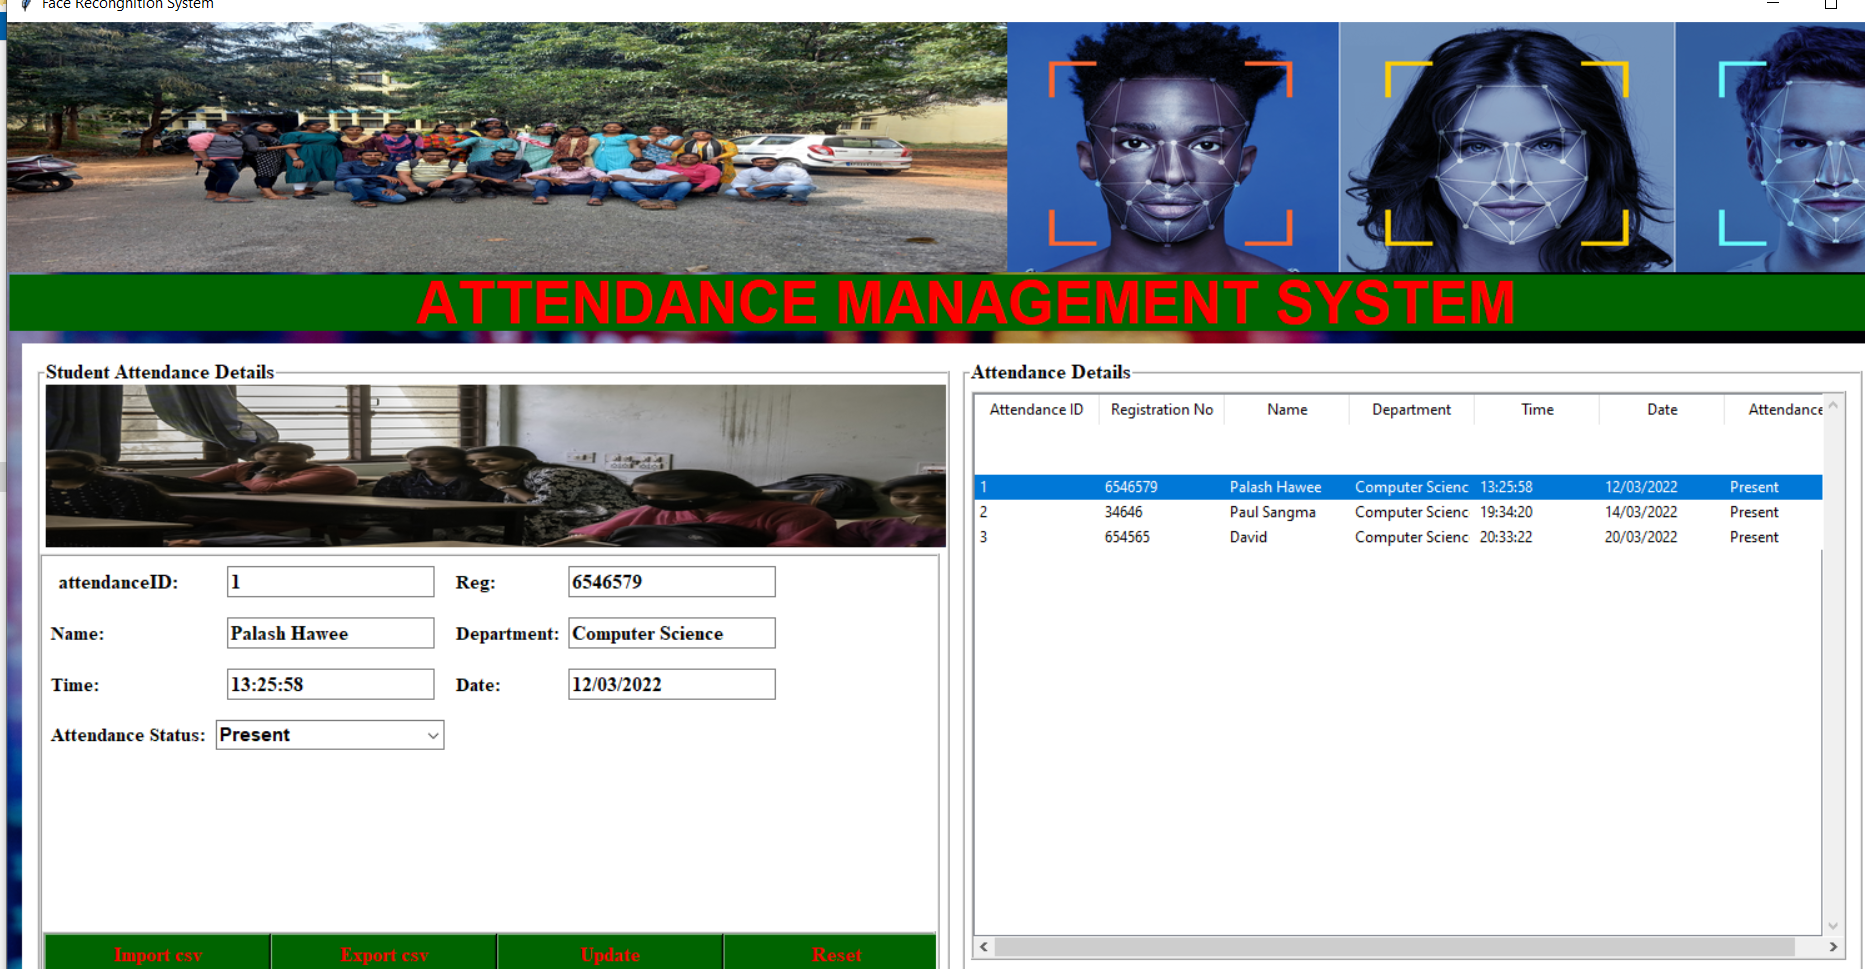 Face Recongnition System
ATTENDANCE MANAGEMENT SYSTEM
Student Attendance Details
attendanceID: 1 Reg: 6546579
Name: Palash Hawee Department: Computer Science
Time: 13:25:58 Date: 12/03/2022
Attendance Status: Present
Import csv Export csv Update Reset
Attendance Details
Attendance ID Registration No Name Department Time Date Attendance
1 6546579 Palash Hawee Computer Scienc 13:25:58 12/03/2022 Present
2 34646 Paul Sangma Computer Scienc 19:34:20 14/03/2022 Present
3 654565 David Computer Scienc 20:33:22 20/03/2022 Present